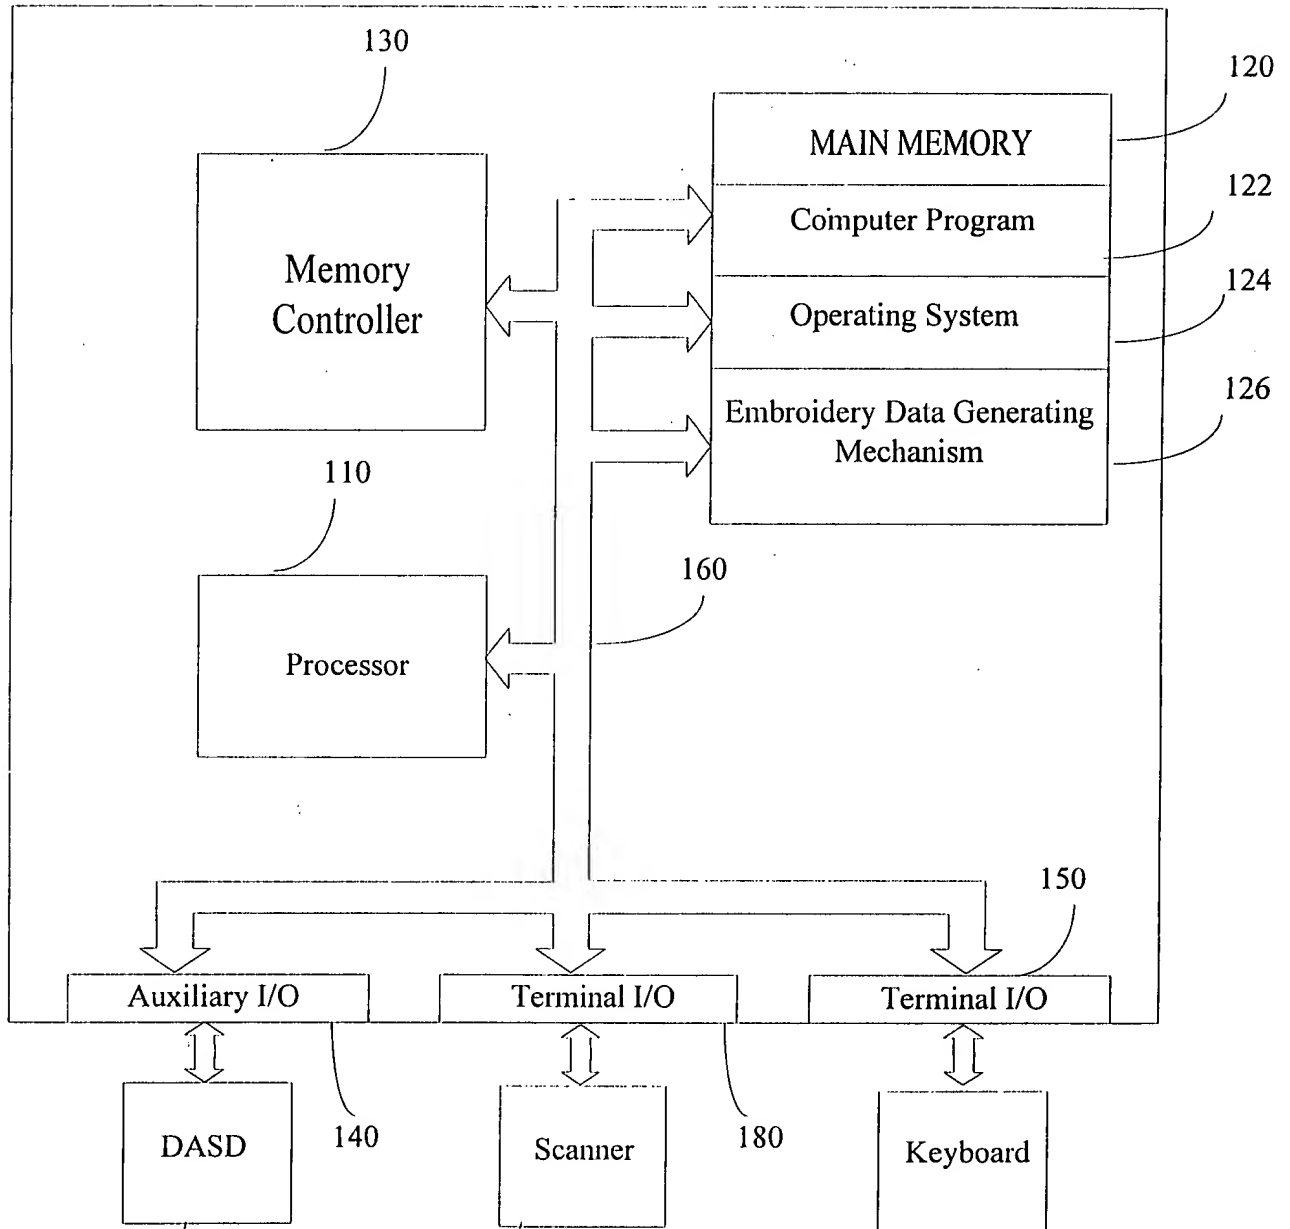 130
120
MAIN MEMORY
122
Computer Program
Memory
Controller
124
Operating System
126
Embroidery Data Generating
Mechanism
110
160
Processor
150
Auxiliary I/O
Terminal I/O
Terminal I/O
140
180
DASD
Scanner
Keyboard